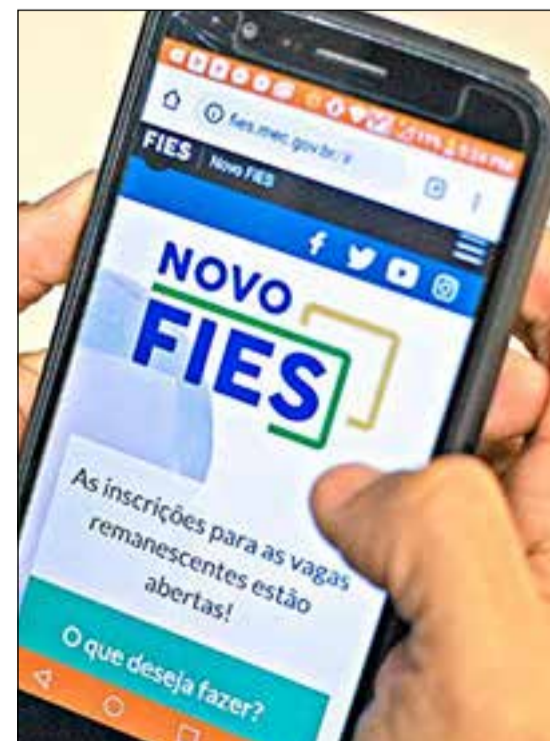 fies.mec.gov.br/#
FIES Novo FIES
NOVO
FIES
As inscrições para as vagas
remanescentes estão
abertas!
O que deseja fazer?